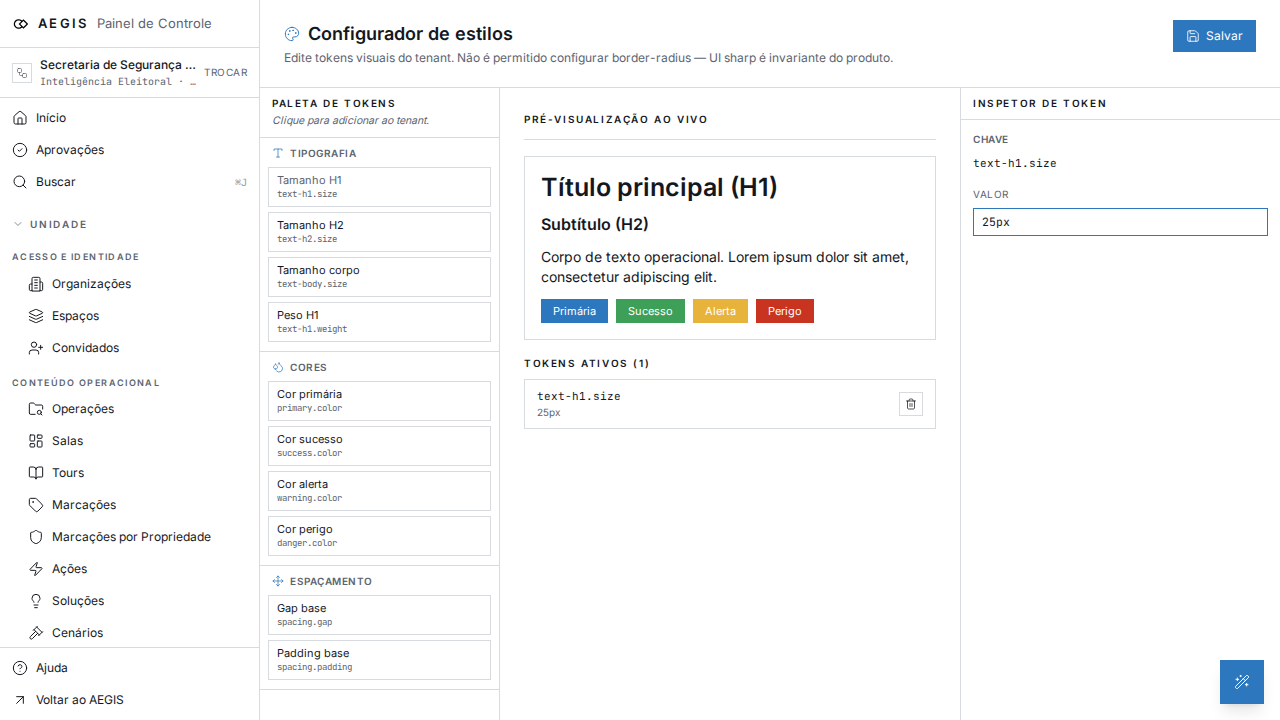 AEGIS Painel de Controle
Secretaria de Segurança ...
Inteligência Eleitoral · …
TROCAR
Início
Aprovações
Buscar
⌘J
UNIDADE
ACESSO E IDENTIDADE
Organizações
Espaços
Convidados
CONTEÚDO OPERACIONAL
Operações
Salas
Tours
Marcações
Marcações por Propriedade
Ações
Soluções
Cenários
Ajuda
Voltar ao AEGIS
Configurador de estilos
Edite tokens visuais do tenant. Não é permitido configurar border-radius — UI sharp é invariante do produto.
Salvar
PALETA DE TOKENS
Clique para adicionar ao tenant.
TIPOGRAFIA
Tamanho H1
text-h1.size
Tamanho H2
text-h2.size
Tamanho corpo
text-body.size
Peso H1
text-h1.weight
CORES
Cor primária
primary.color
Cor sucesso
success.color
Cor alerta
warning.color
Cor perigo
danger.color
ESPAÇAMENTO
Gap base
spacing.gap
Padding base
spacing.padding
PRÉ-VISUALIZAÇÃO AO VIVO
Título principal (H1)
Subtítulo (H2)
Corpo de texto operacional. Lorem ipsum dolor sit amet,
consectetur adipiscing elit.
Primária
Sucesso
Alerta
Perigo
TOKENS ATIVOS (1)
text-h1.size
25px
INSPETOR DE TOKEN
CHAVE
text-h1.size
VALOR
25px